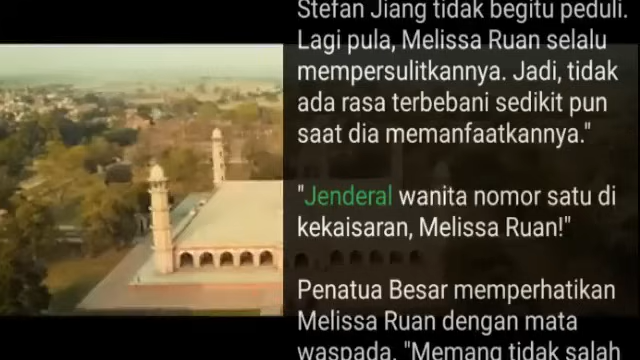 Stefan Jiang tidak begitu peduli.
Lagi pula, Melissa Ruan selalu
mempersulitkannya. Jadi, tidak
ada rasa terbebani sedikit pun
saat dia memanfaatkannya."
"Jenderal wanita nomor satu di
kekaisaran, Melissa Ruan!"
Penatua Besar memperhatikan
Melissa Ruan dengan mata
waspada. "Memang tidak salah